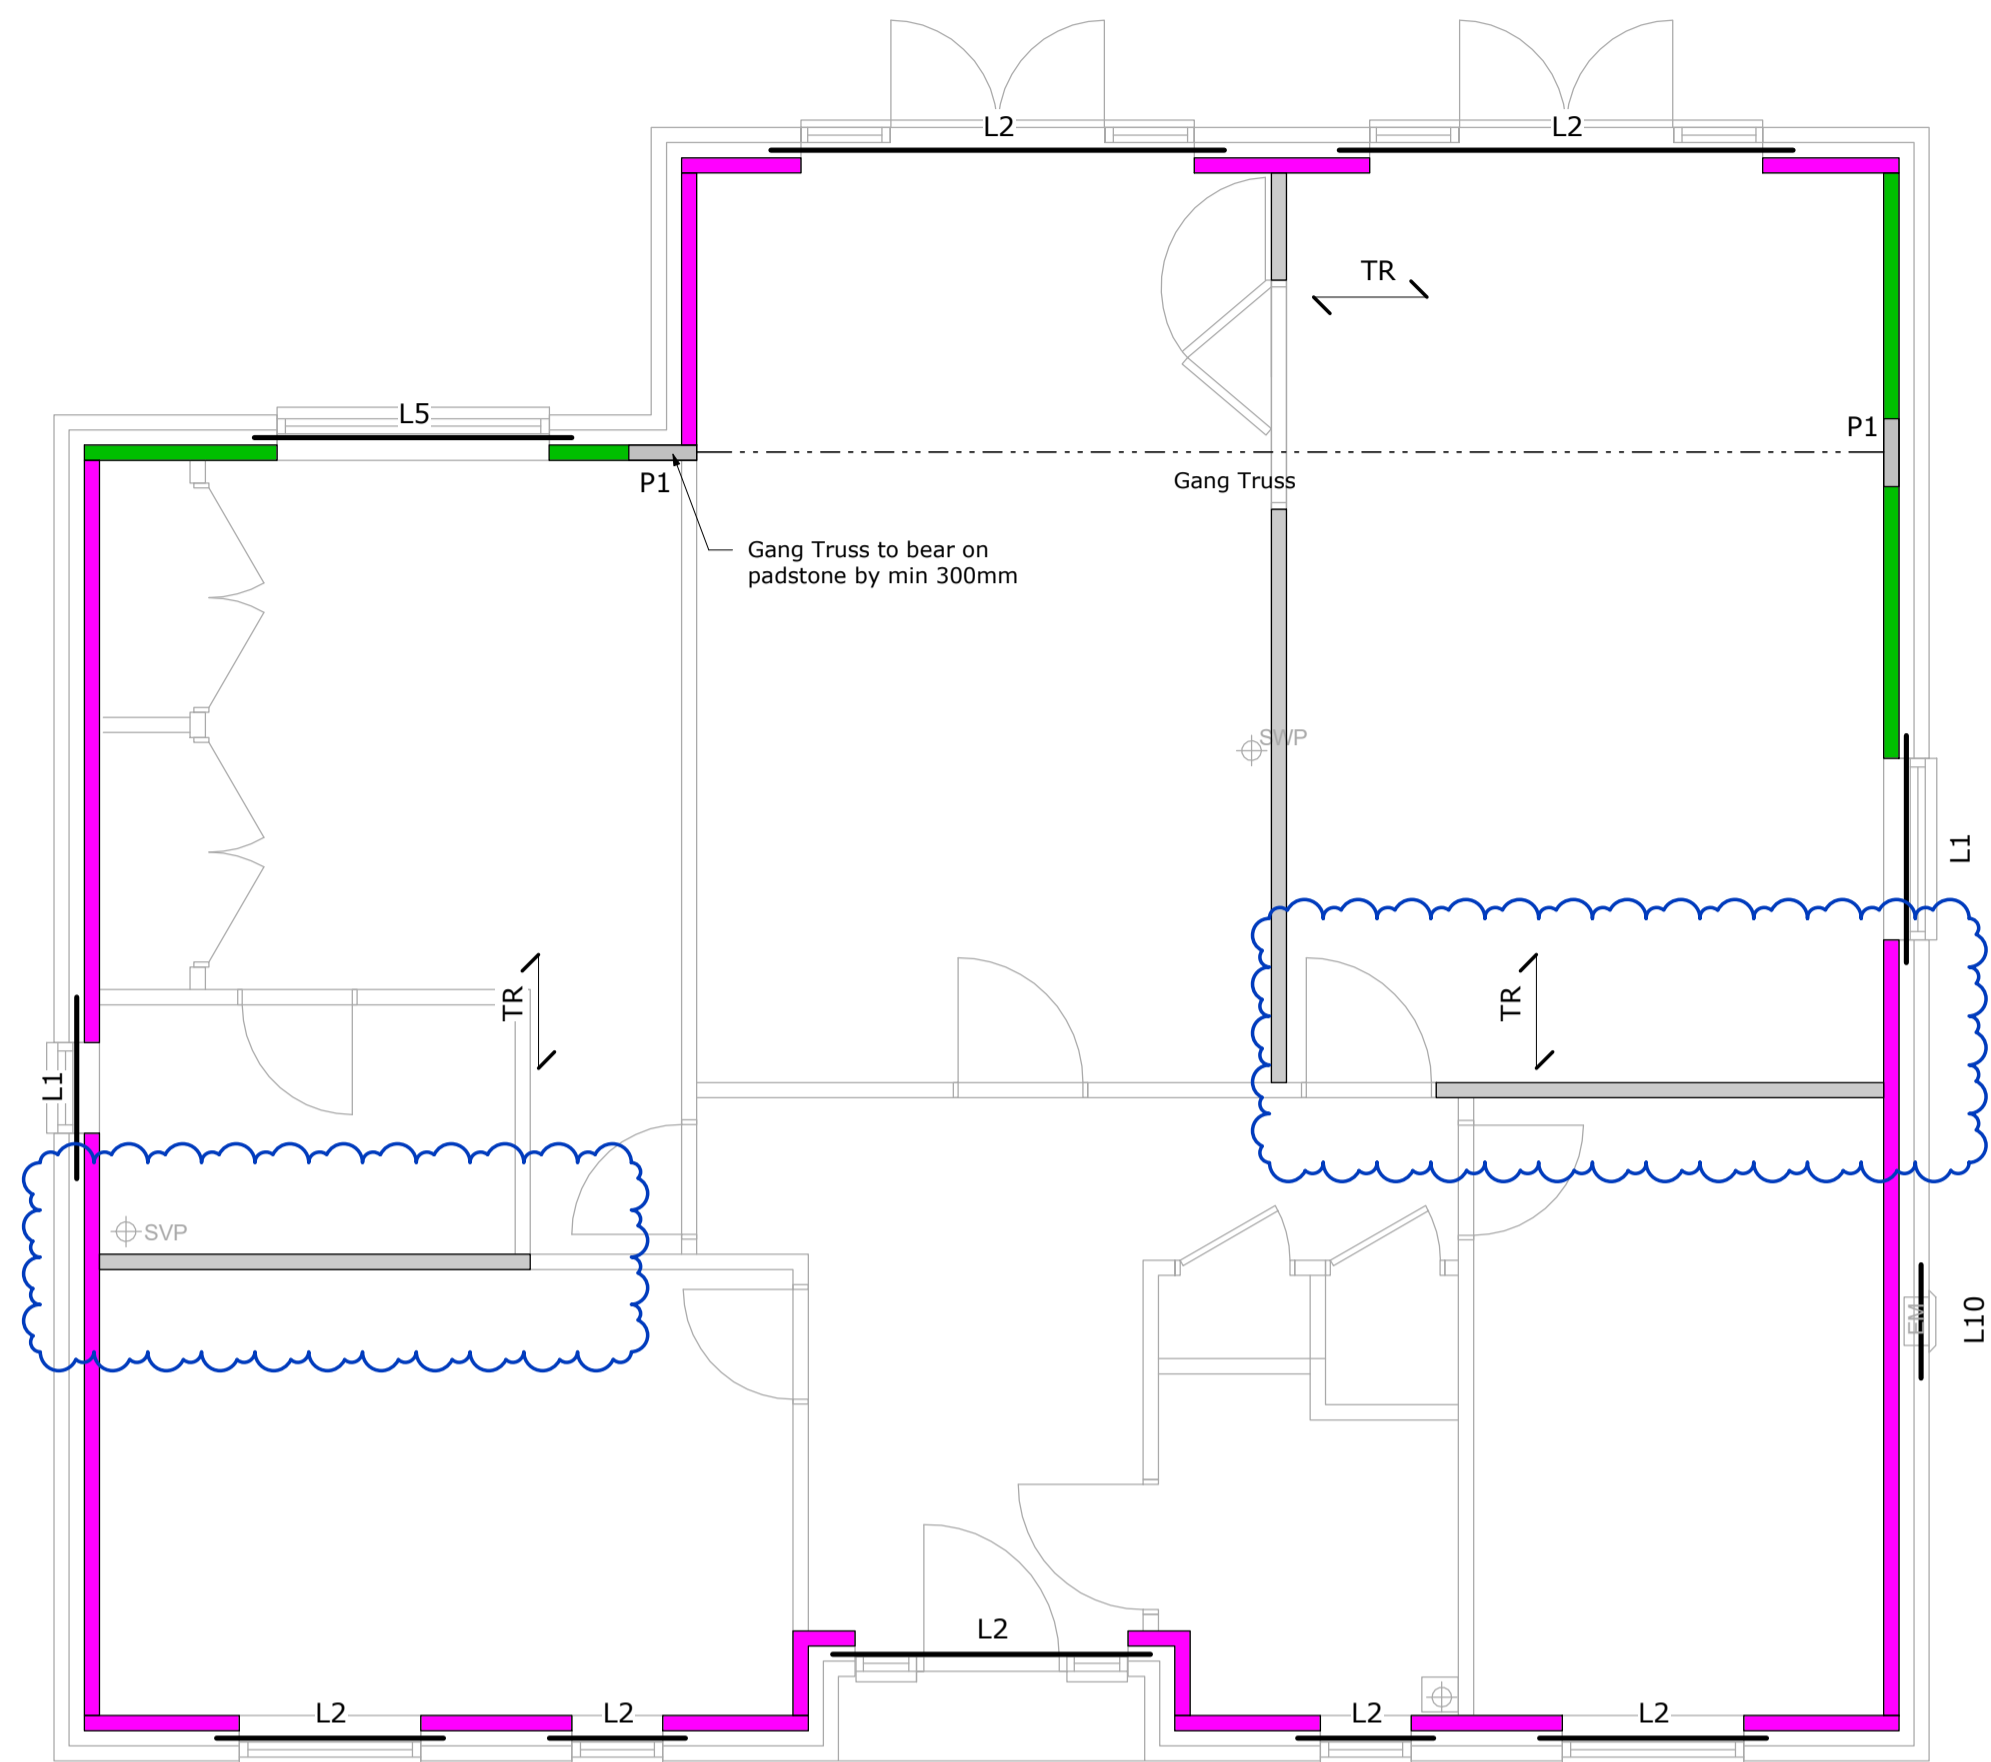 L2
L2
TR
L5
P1
P1
Gang Truss
Gang Truss to bear on
padstone by min 300mm
SWP
L1
TR
TR
L1
SVP
L10
EM
L2
L2
L2
L2
L2